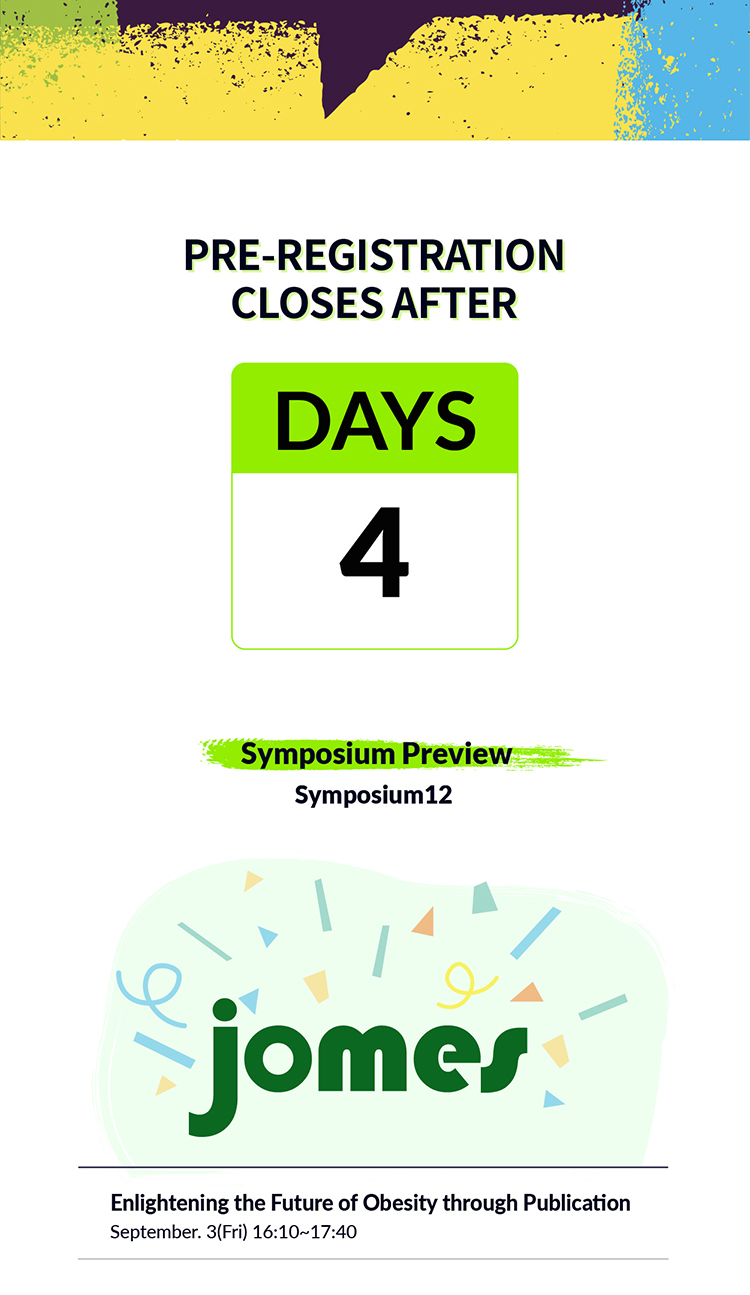 PRE-REGISTRATION
CLOSES AFTER
DAYS
4
Symposium Preview
Symposium12
jomes
Enlightening the Future of Obesity through Publication
September. 3(Fri) 16:10~17:40